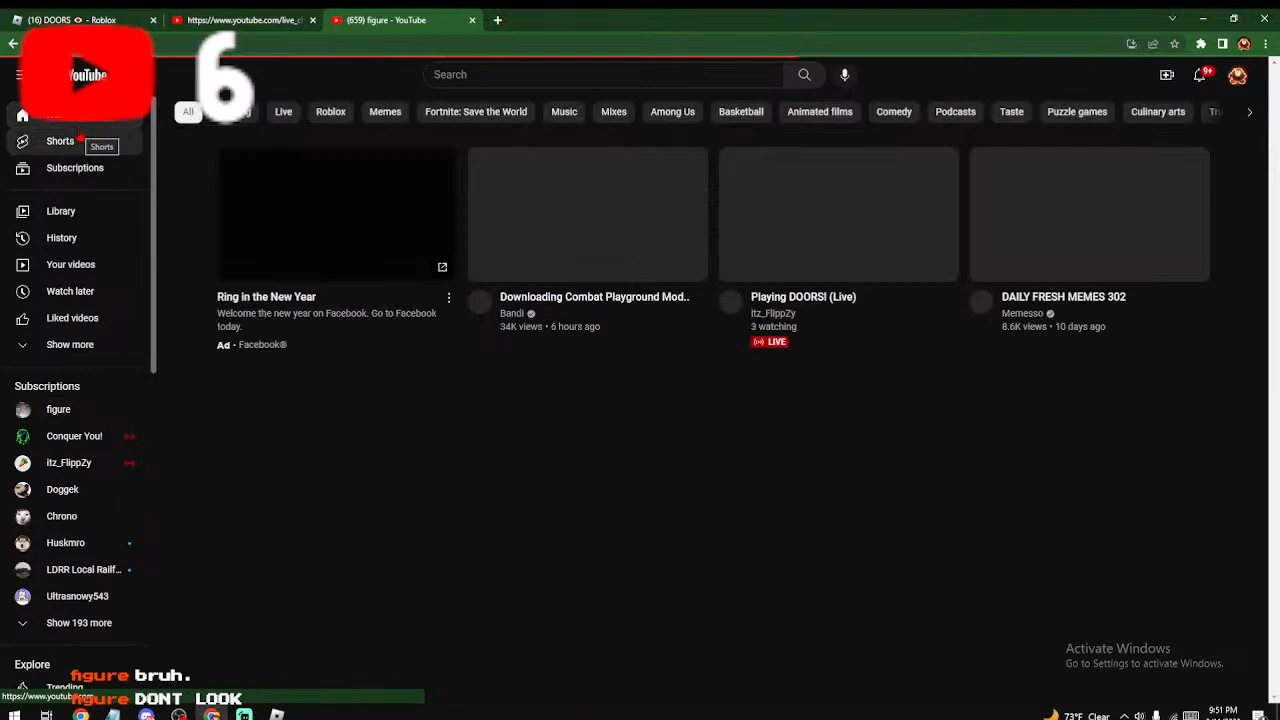 (16) DOORS 👁 - Roblox
https://www.youtube.com/live_c
(659) figure - YouTube
YouTube
6
Search
9+
All
Live
Roblox
Memes
Fortnite: Save the World
Music
Mixes
Among Us
Basketball
Animated films
Comedy
Podcasts
Taste
Puzzle games
Culinary arts
Shorts
Shorts
Subscriptions
Library
History
Your videos
Watch later
Liked videos
Show more
Subscriptions
figure
Conquer You!
itz_FlippZy
Doggek
Chrono
Huskmro
LDRR Local Railf...
Ultrasnowy543
Show 193 more
Explore
Trending
Ring in the New Year
Welcome the new year on Facebook. Go to Facebook
today.
Ad - Facebook®
Downloading Combat Playground Mod..
Bandi
34K views • 6 hours ago
Playing DOORS! (Live)
itz_FlippZy
3 watching
LIVE
DAILY FRESH MEMES 302
Memesso
8.6K views • 10 days ago
Activate Windows
Go to Settings to activate Windows.
figure bruh.
https://www.youtube.com
figure DONT LOOK
73°F Clear
9:51 PM